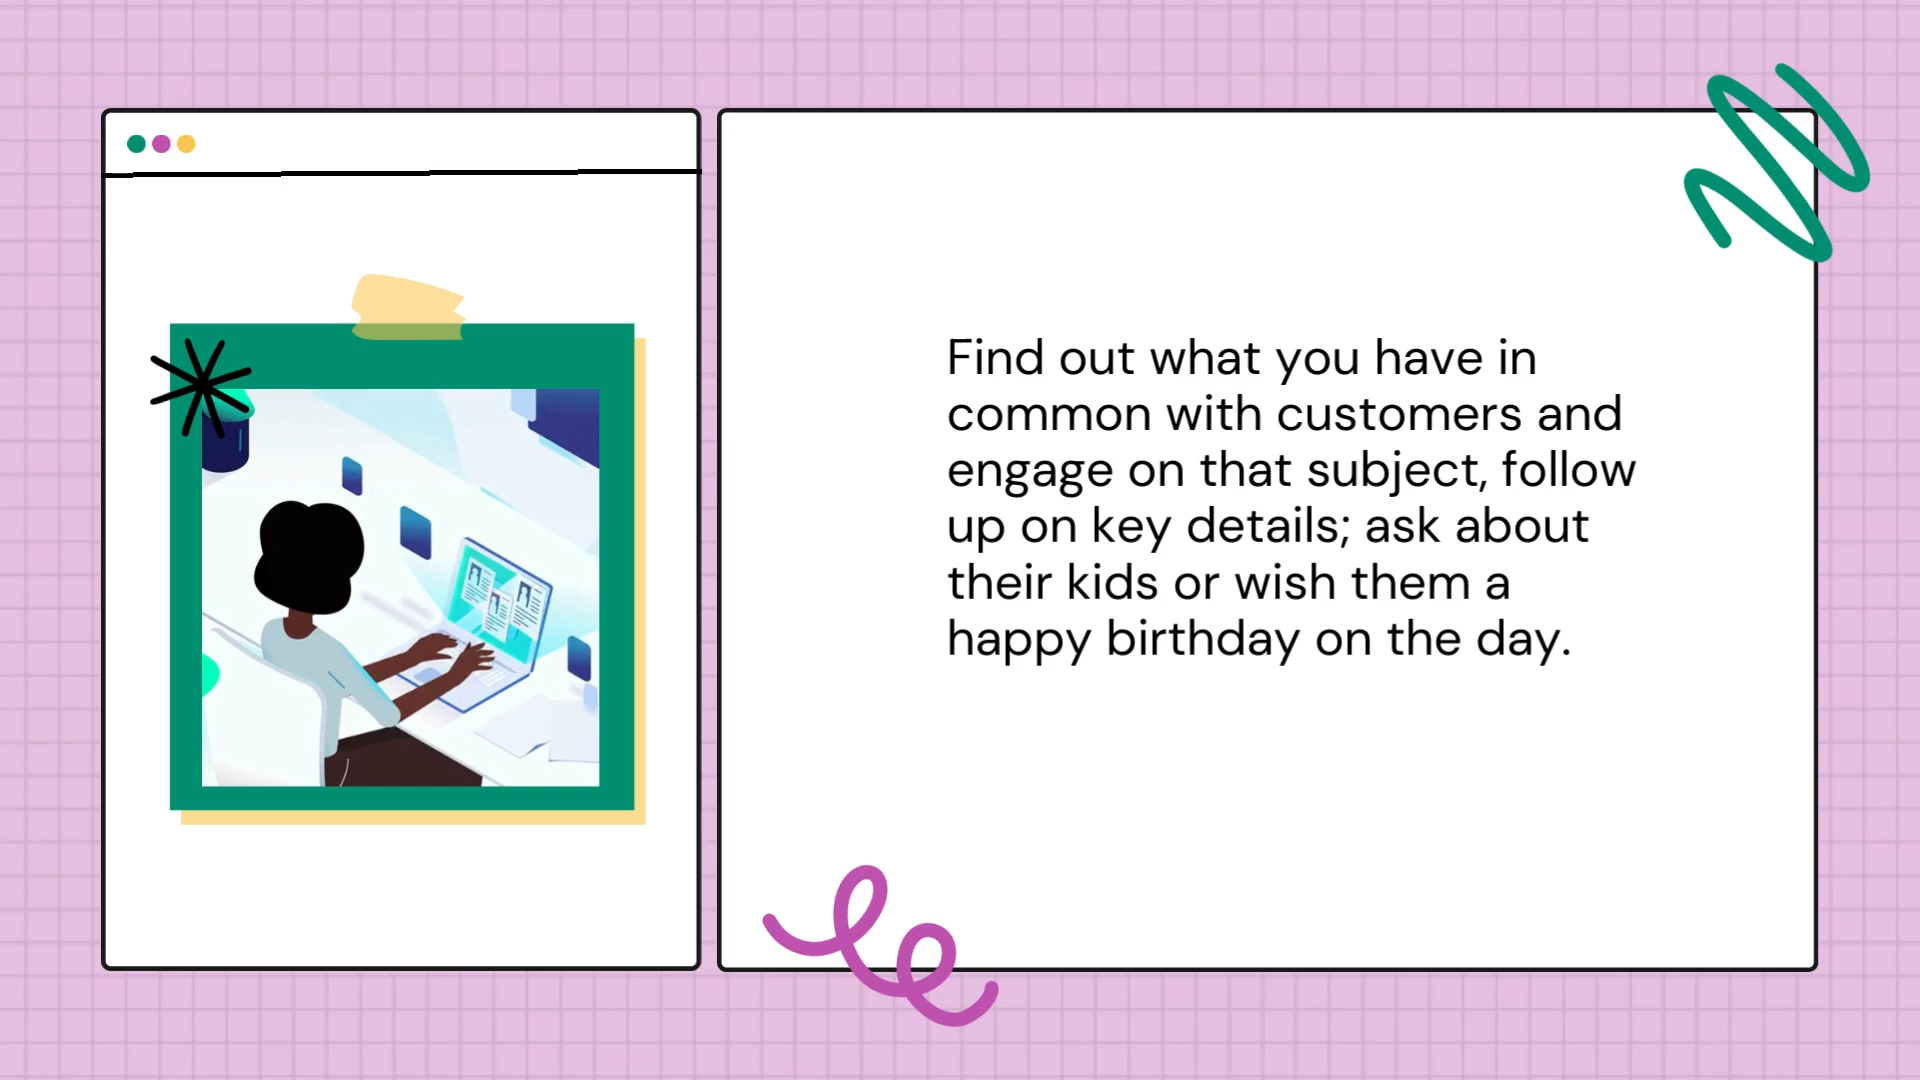 Find out what you have in
common with customers and
engage on that subject, follow
up on key details; ask about
their kids or wish them a
happy birthday on the day.